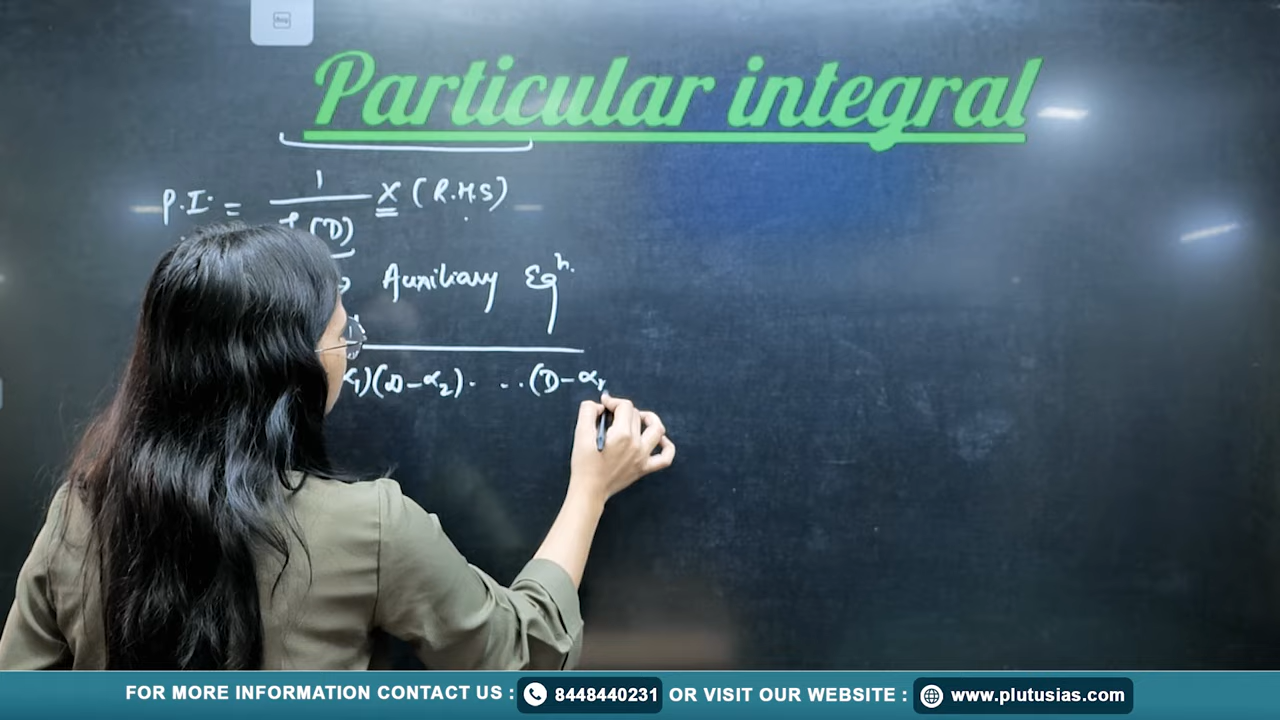 Particular integral
P.I. = 1 / f(D) X (R.H.S)
Auxiliary Eqn.
α1)(D-α2). ..(D-α
FOR MORE INFORMATION CONTACT US : 8448440231 OR VISIT OUR WEBSITE : www.plutusias.com